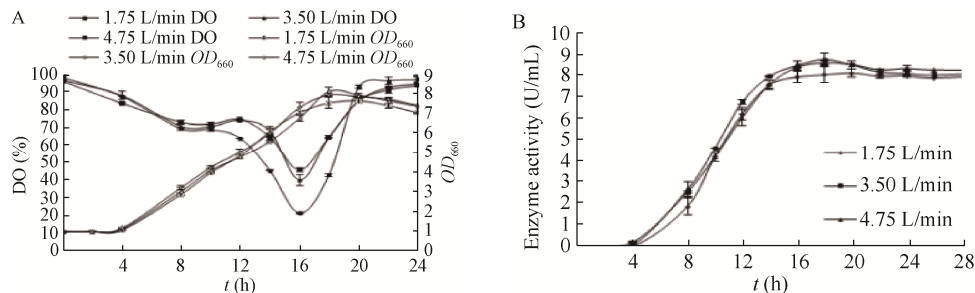 A
1.75 L/min DO
3.50 L/min DO
4.75 L/min DO
1.75 L/min OD660
3.50 L/min OD660
4.75 L/min OD660
100
90
80
70
60
50
40
30
20
10
0
DO (%)
9
8
7
6
5
4
3
2
1
0
OD660
4
8
12
16
20
24
t (h)
B
10
9
8
7
6
5
4
3
2
1
0
Enzyme activity (U/mL)
1.75 L/min
3.50 L/min
4.75 L/min
4
8
12
16
20
24
28
t (h)